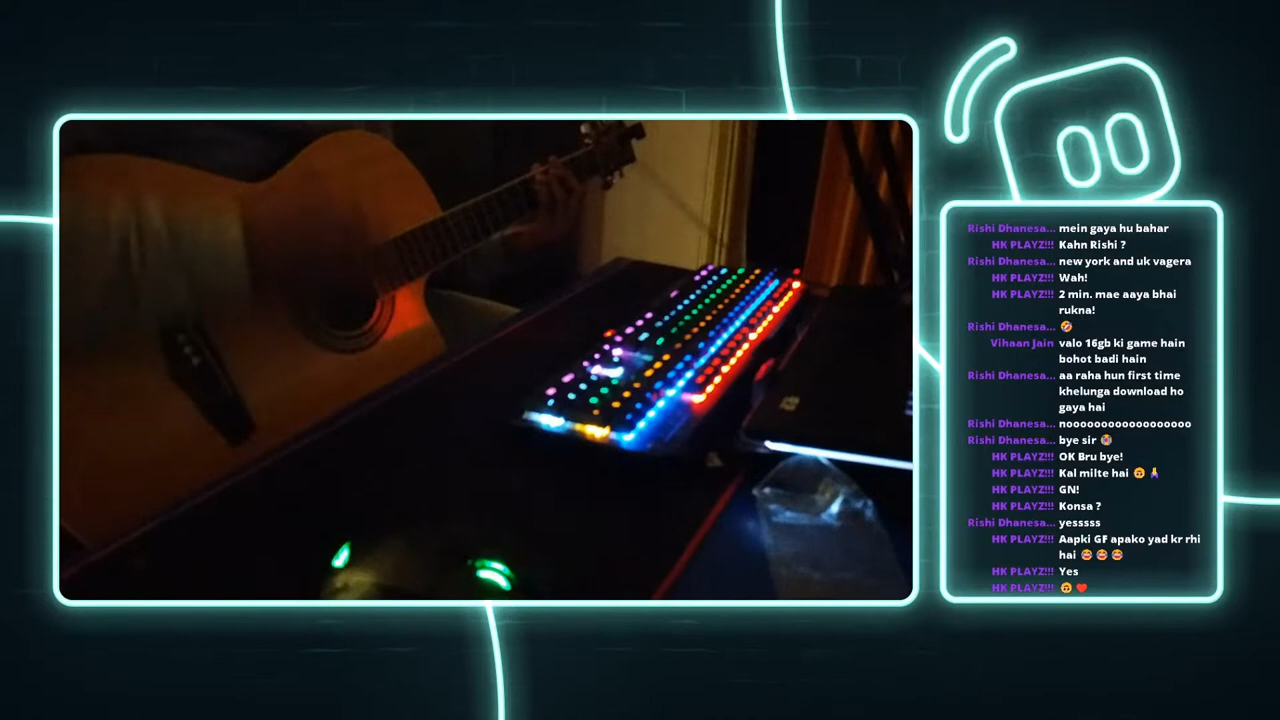 Rishi Dhanesa... mein gaya hu bahar
HK PLAYZ!!! Kahn Rishi ?
Rishi Dhanesa... new york and uk vagera
HK PLAYZ!!! Wah!
HK PLAYZ!!! 2 min. mae aaya bhai
rukna!
Rishi Dhanesa... 🤣
Vihaan Jain valo 16gb ki game hain
bohot badi hain
Rishi Dhanesa... aa raha hun first time
khelunga download ho
gaya hai
Rishi Dhanesa... noooooooooooooooooo
Rishi Dhanesa... bye sir 😭
HK PLAYZ!!! OK Bru bye!
HK PLAYZ!!! Kal milte hai 🙃 🧘
HK PLAYZ!!! GN!
HK PLAYZ!!! Konsa ?
Rishi Dhanesa... yesssss
HK PLAYZ!!! Aapki GF apako yad kr rhi
hai 😂 😂 😂
HK PLAYZ!!! Yes
HK PLAYZ!!! 🙃 ❤️